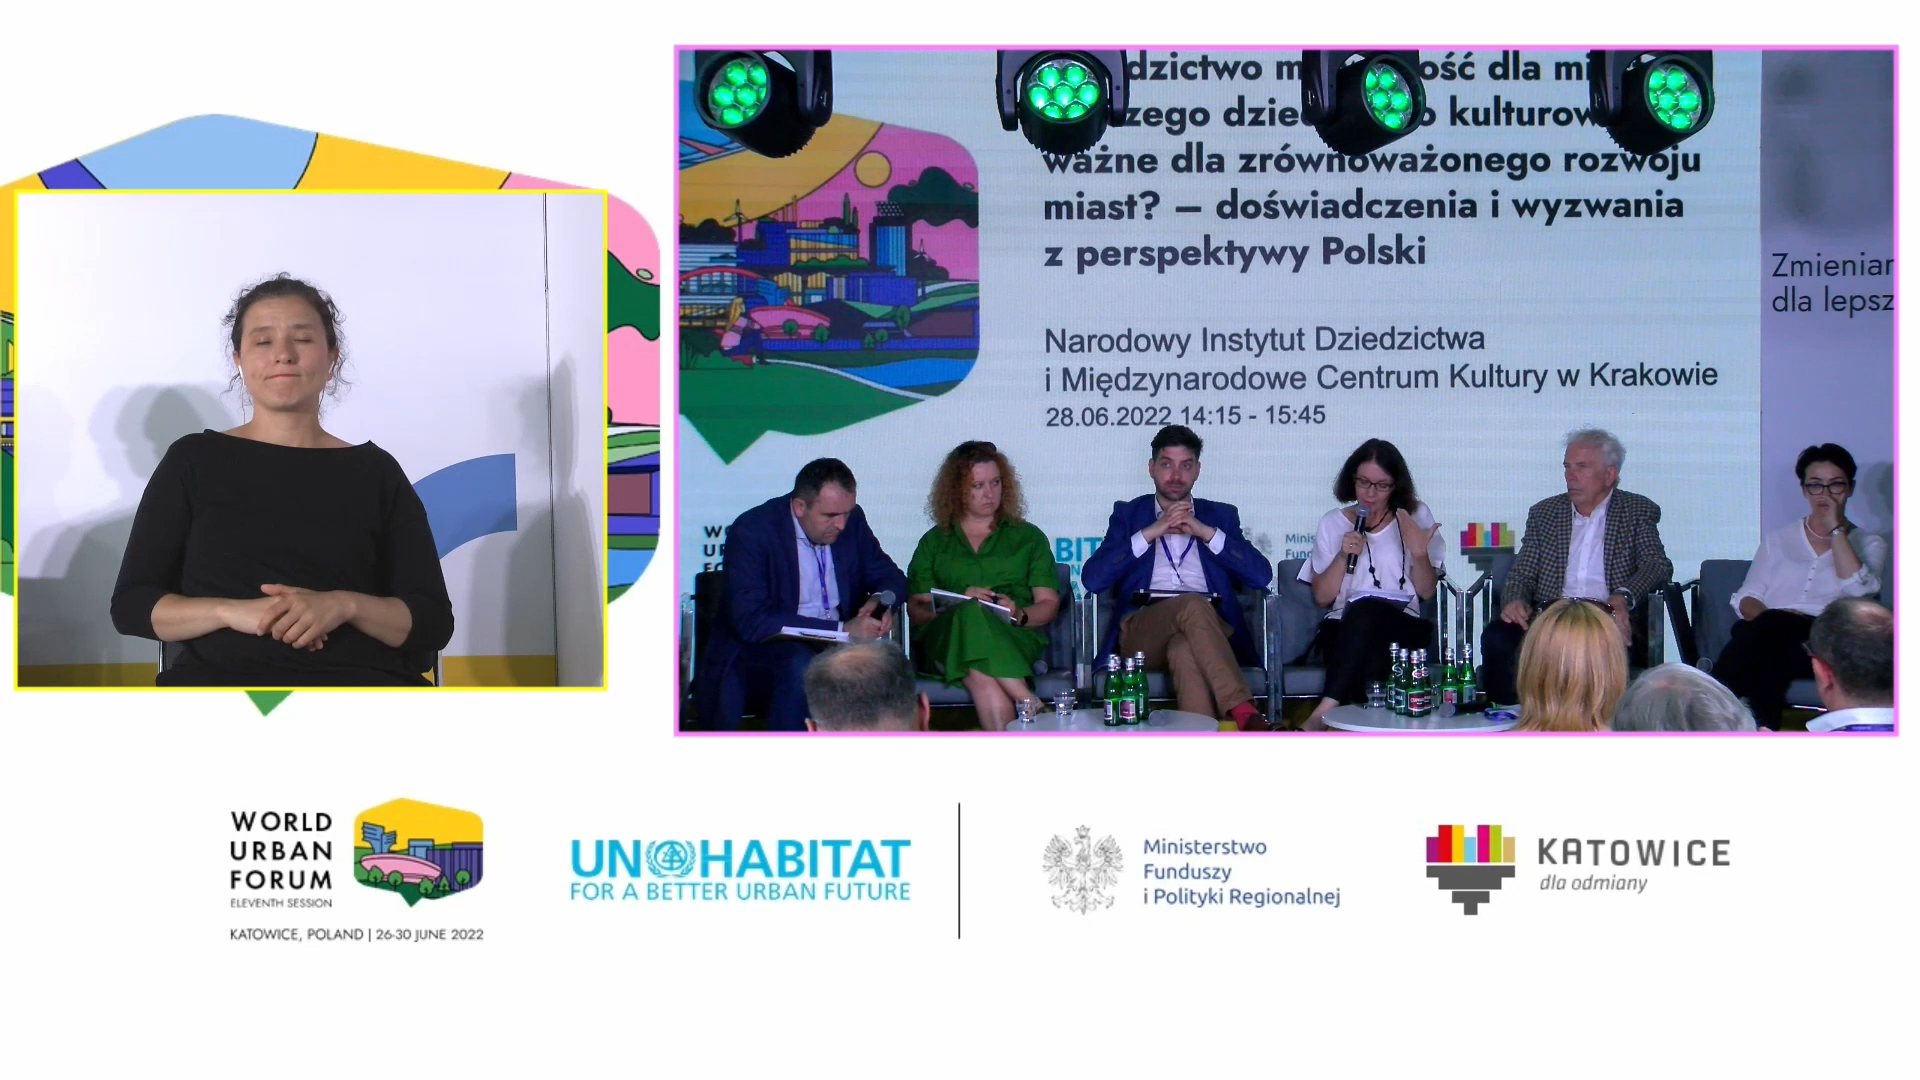 ważne dla zrównoważonego rozwoju
miast? – doświadczenia i wyzwania
z perspektywy Polski
Narodowy Instytut Dziedzictwa
i Międzynarodowe Centrum Kultury w Krakowie
28.06.2022 14:15 - 15:45
dla
WORLD
URBAN
FORUM
ELEVENTH SESSION
KATOWICE, POLAND | 26-30 JUNE 2022
UN HABITAT
FOR A BETTER URBAN FUTURE
Ministerstwo
Funduszy
i Polityki Regionalnej
KATOWICE
dla odmiany